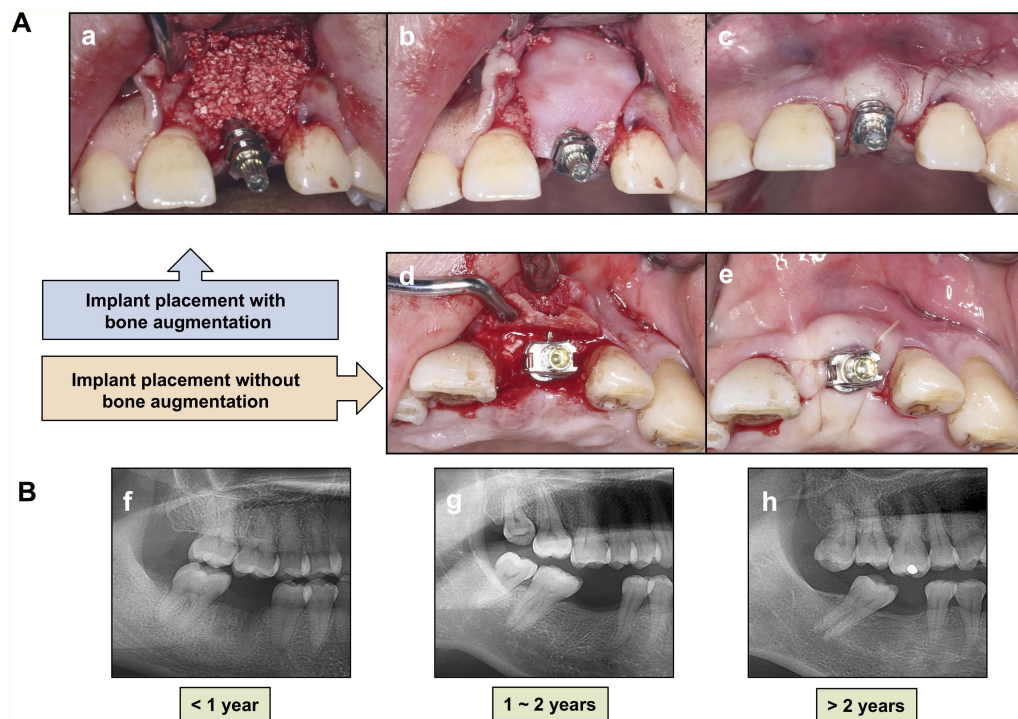 A
a
b
c
Implant placement with
bone augmentation
d
e
Implant placement without
bone augmentation
B
f
g
h
< 1 year
1 ~ 2 years
> 2 years